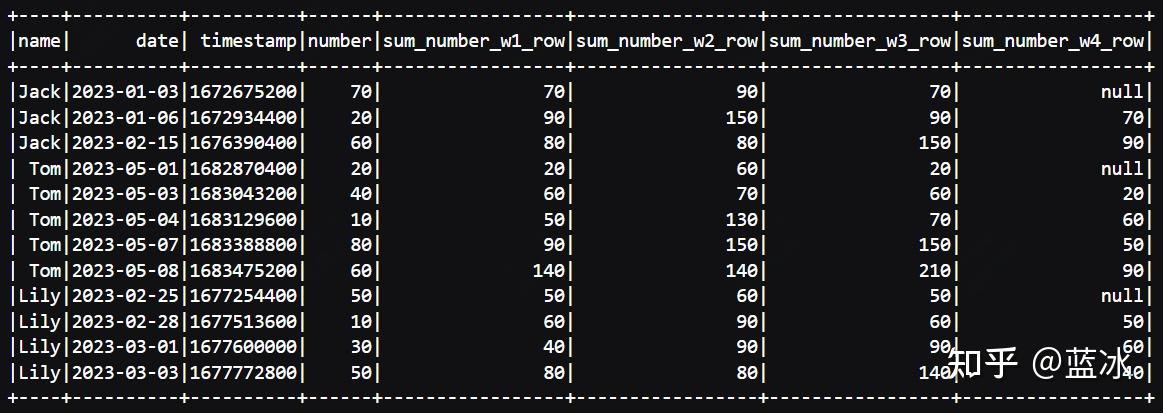 +----+----------+----------+------+-----------------+-----------------+-----------------+-----------------+
|name|      date| timestamp|number|sum_number_w1_row|sum_number_w2_row|sum_number_w3_row|sum_number_w4_row|
+----+----------+----------+------+-----------------+-----------------+-----------------+-----------------+
|Jack|2023-01-03|1672675200|    70|               70|               90|               70|             null|
|Jack|2023-01-06|1672934400|    20|               90|              150|               90|               70|
|Jack|2023-02-15|1676390400|    60|               80|               80|              150|               90|
| Tom|2023-05-01|1682870400|    20|               20|               60|               20|             null|
| Tom|2023-05-03|1683043200|    40|               60|               70|               60|               20|
| Tom|2023-05-04|1683129600|    10|               50|              130|               70|               60|
| Tom|2023-05-07|1683388800|    80|               90|              150|              150|               50|
| Tom|2023-05-08|1683475200|    60|              140|              140|              210|               90|
|Lily|2023-02-25|1677254400|    50|               50|               60|               50|             null|
|Lily|2023-02-28|1677513600|    10|               60|               90|               60|               50|
|Lily|2023-03-01|1677600000|    30|               40|               90|               90|               60|
|Lily|2023-03-03|1677772800|    50|               80|               80|              140|               40|
+----+----------+----------+------+-----------------+-----------------+-----------------+-----------------+
知乎 @蓝冰